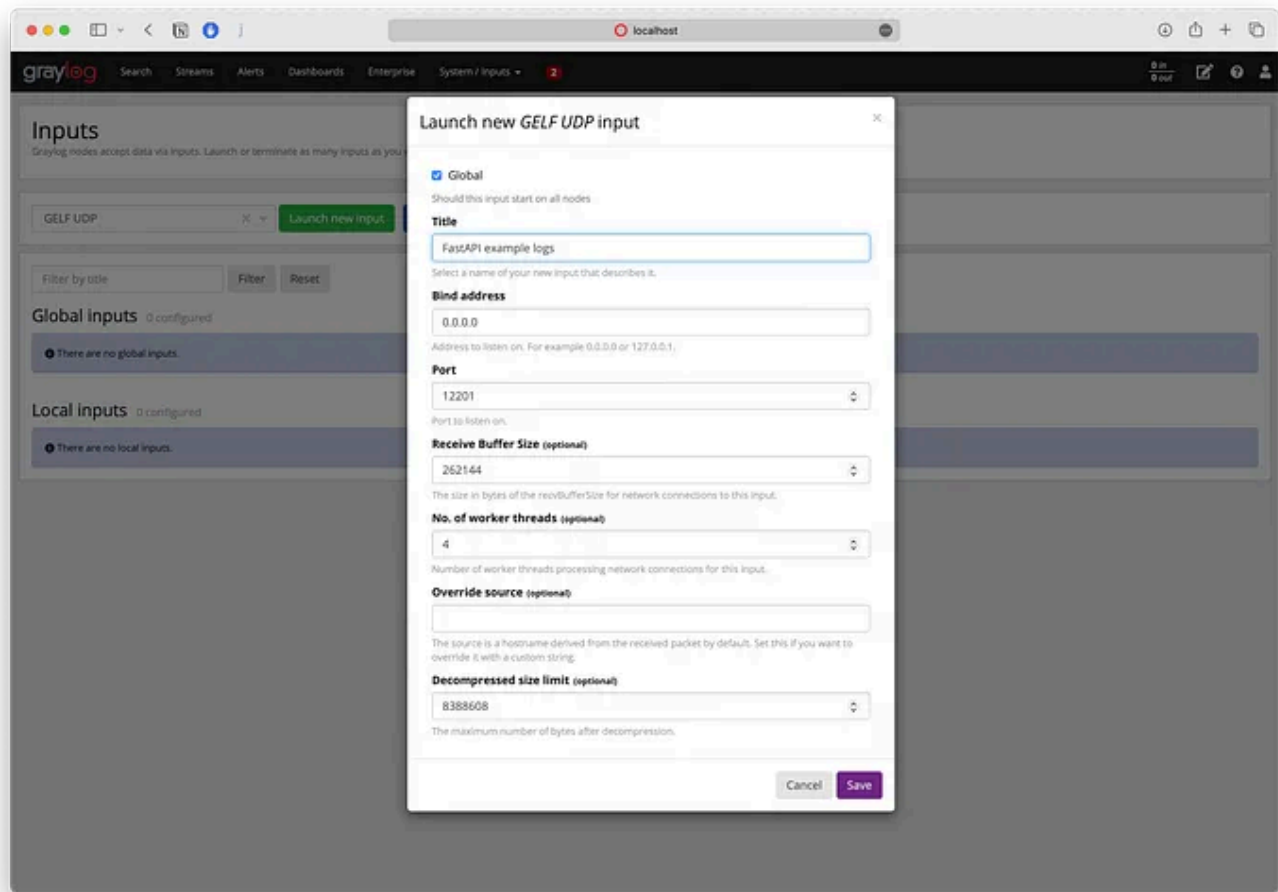 localhost
graylog Search Streams Alerts Dashboards Enterprise System / Inputs 2 0 in
0 out
Inputs
Graylog nodes accept data via inputs. Launch or terminate as many inputs as you
GELF UDP Launch new input
Filter by title Filter Reset
Global inputs 0 configured
There are no global inputs.
Local inputs 0 configured
There are no local inputs.
Launch new GELF UDP input
Global
Should this input start on all nodes
Title
FastAPI example logs
Select a name of your new input that describes it.
Bind address
0.0.0.0
Address to listen on. For example 0.0.0.0 or 127.0.0.1.
Port
12201
Port to listen on.
Receive Buffer Size (optional)
262144
The size in bytes of the recvBufferSize for network connections to this input.
No. of worker threads (optional)
4
Number of worker threads processing network connections for this input.
Override source (optional)
The source is a hostname derived from the received packet by default. Set this if you want to
override it with a custom string.
Decompressed size limit (optional)
8388608
The maximum number of bytes after decompression.
Cancel Save